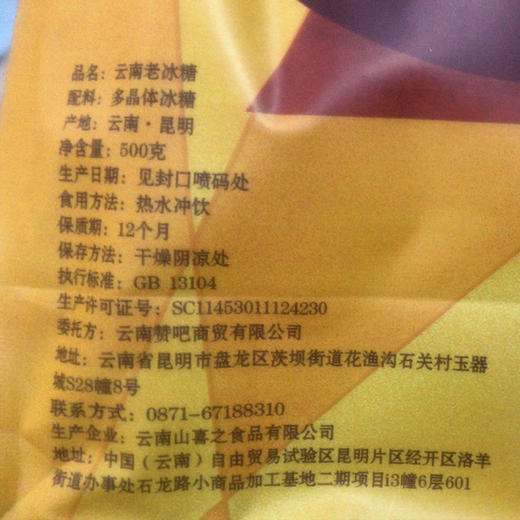 品名：云南老冰糖
配料：多晶体冰糖
产地：云南·昆明
净含量：500克
生产日期：见封口喷码处
食用方法：热水冲饮
保质期：12个月
保存方法：干燥阴凉处
执行标准：GB 13104
生产许可证号：SC11453011124230
委托方：云南赞吧商贸有限公司
地址：云南省昆明市盘龙区茨坝街道花渔沟石关村玉器
城S28幢8号
联系方式：0871-67188310
生产企业：云南山喜之食品有限公司
地址：中国（云南）自由贸易试验区昆明片区经开区洛羊
街道办事处石龙路小商品加工基地二期项目i3幢6层601